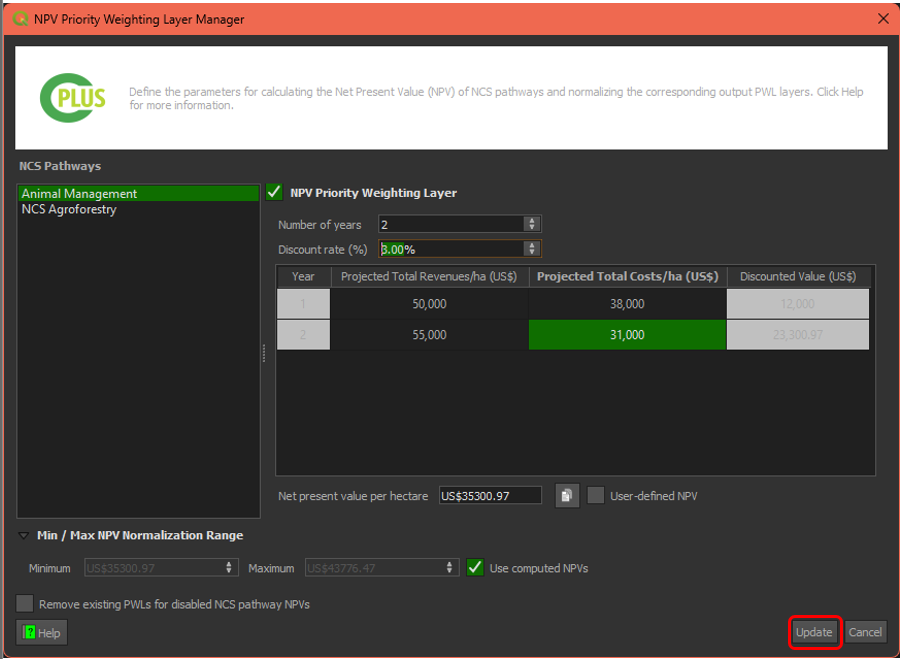 NPV Priority Weighting Layer Manager
CPLUS
Define the parameters for calculating the Net Present Value (NPV) of NCS pathways and normalizing the corresponding output PWL layers. Click Help
for more information.
NCS Pathways
Animal Management
NCS Agroforestry
NPV Priority Weighting Layer
Number of years 2
Discount rate (%) 3.00%
Year Projected Total Revenues/ha (US$) Projected Total Costs/ha (US$) Discounted Value (US$)
1 50,000 38,000 12,000
2 55,000 31,000 23,300.97
Net present value per hectare US$35300.97 User-defined NPV
Min / Max NPV Normalization Range
Minimum US$35300.97 Maximum US$43776.47 Use computed NPVs
Remove existing PWLs for disabled NCS pathway NPVs
? Help Update Cancel